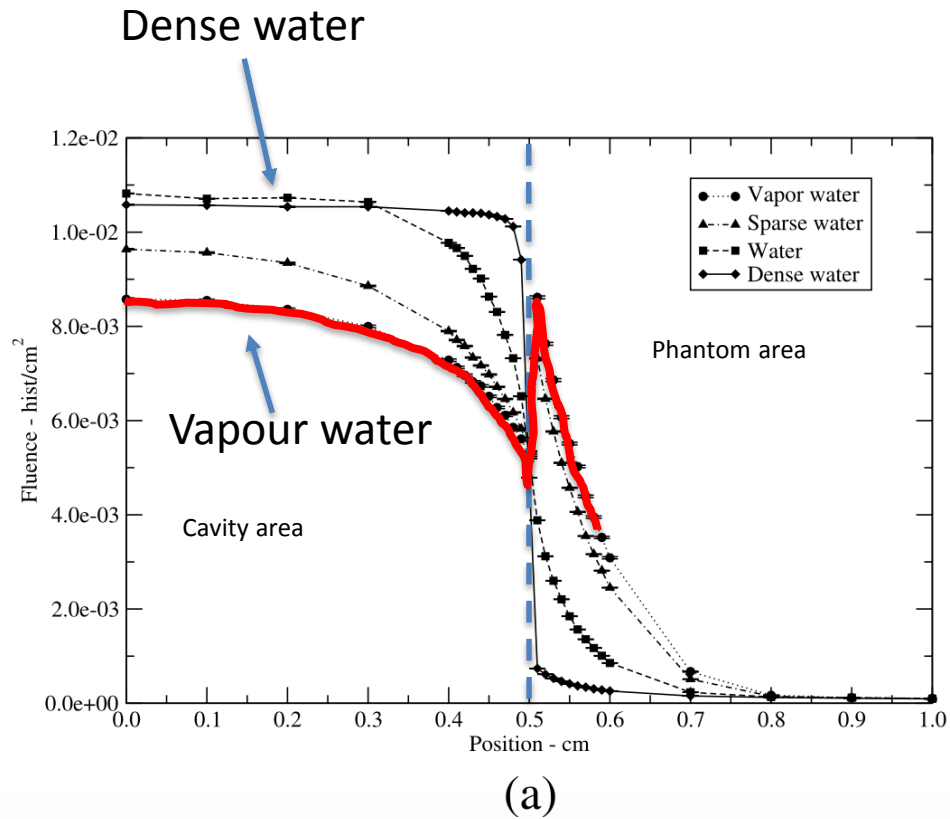 Dense water
1.2e-02
1.0e-02
8.0e-03
6.0e-03
4.0e-03
2.0e-03
0.0e+00
Fluence - hist/cm²
Vapor water
Sparse water
Water
Dense water
Phantom area
Vapour water
Cavity area
0.0 0.1 0.2 0.3 0.4 0.5 0.6 0.7 0.8 0.9 1.0
Position - cm
(a)